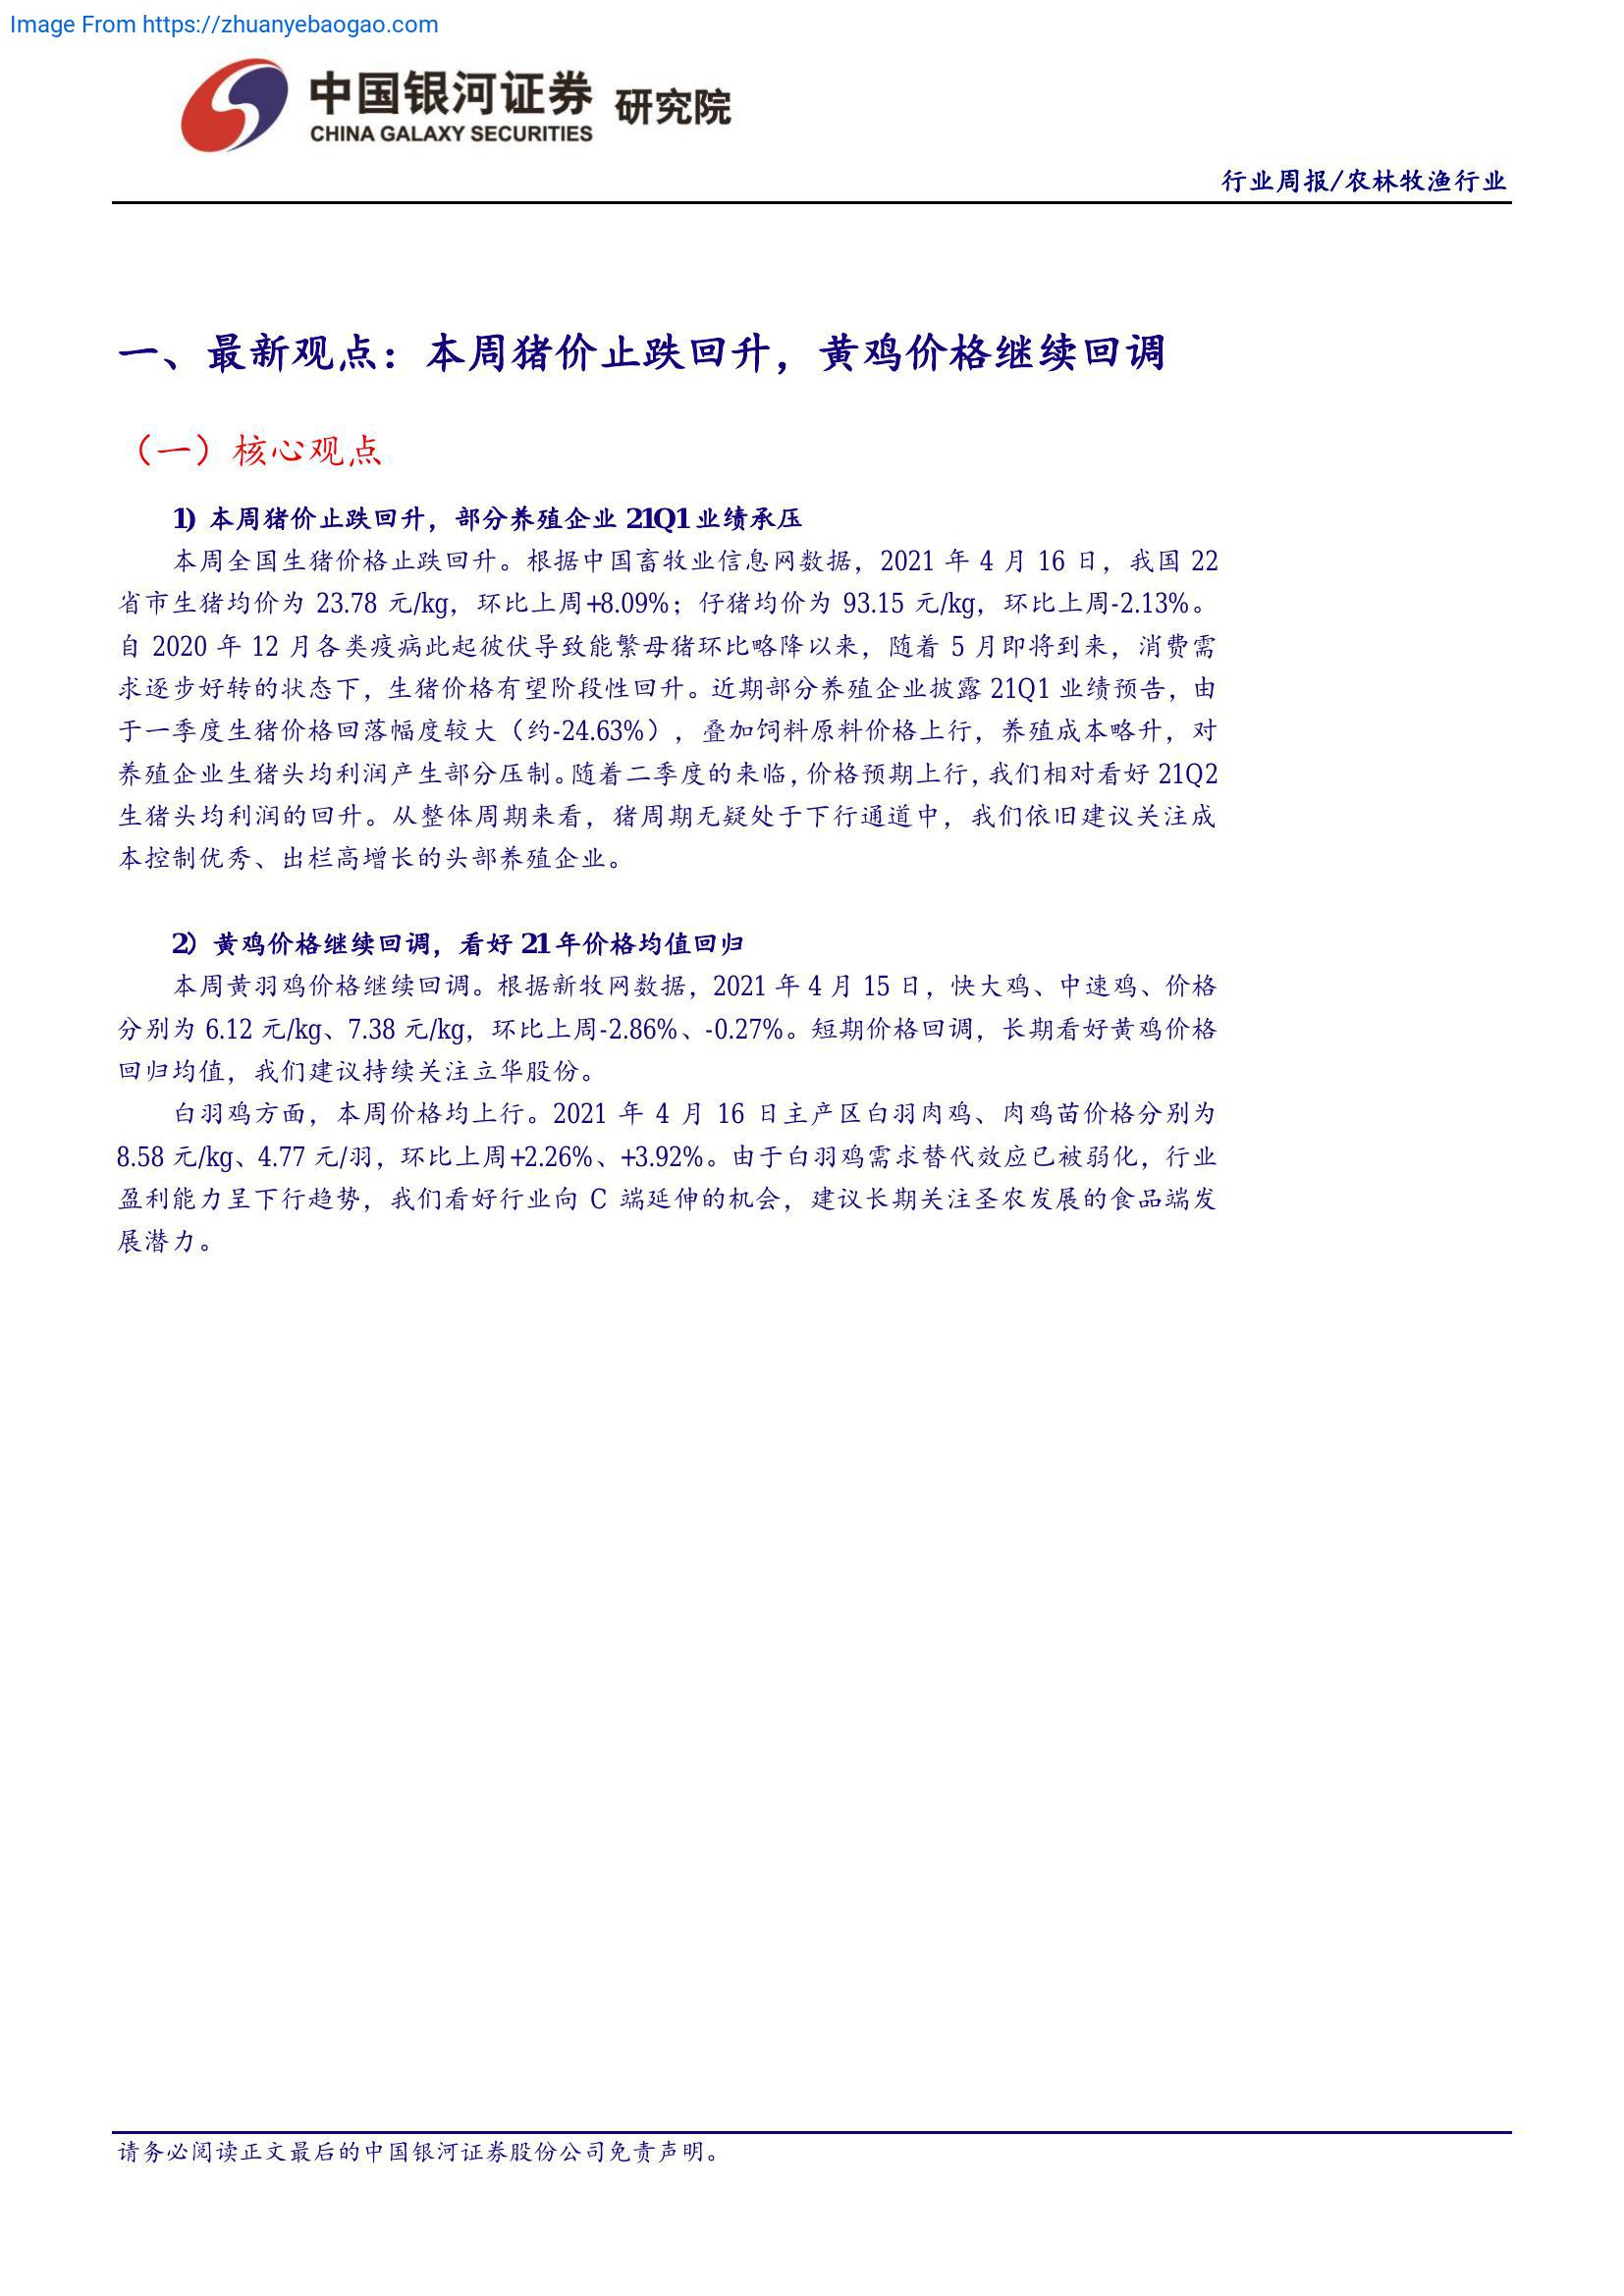 Image From https://zhuanyebaogao.com
中国银河证券 研究院
CHINA GALAXY SECURITIES
行业周报/农林牧渔行业
一、最新观点：本周猪价止跌回升，黄鸡价格继续回调
（一）核心观点
1）本周猪价止跌回升，部分养殖企业 21Q1 业绩承压
本周全国生猪价格止跌回升。根据中国畜牧业信息网数据，2021 年 4 月 16 日，我国 22
省市生猪均价为 23.78 元/kg，环比上周+8.09%；仔猪均价为 93.15 元/kg，环比上周-2.13%。
自 2020 年 12 月各类疫病此起彼伏导致能繁母猪环比略降以来，随着 5 月即将到来，消费需
求逐步好转的状态下，生猪价格有望阶段性回升。近期部分养殖企业披露 21Q1 业绩预告，由
于一季度生猪价格回落幅度较大（约-24.63%），叠加饲料原料价格上行，养殖成本略升，对
养殖企业生猪头均利润产生部分压制。随着二季度的来临，价格预期上行，我们相对看好 21Q2
生猪头均利润的回升。从整体周期来看，猪周期无疑处于下行通道中，我们依旧建议关注成
本控制优秀、出栏高增长的头部养殖企业。
2）黄鸡价格继续回调，看好 21 年价格均值回归
本周黄羽鸡价格继续回调。根据新牧网数据，2021 年 4 月 15 日，快大鸡、中速鸡、价格
分别为 6.12 元/kg、7.38 元/kg，环比上周-2.86%、-0.27%。短期价格回调，长期看好黄鸡价格
回归均值，我们建议持续关注立华股份。
白羽鸡方面，本周价格均上行。2021 年 4 月 16 日主产区白羽肉鸡、肉鸡苗价格分别为
8.58 元/kg、4.77 元/羽，环比上周+2.26%、+3.92%。由于白羽鸡需求替代效应已被弱化，行业
盈利能力呈下行趋势，我们看好行业向 C 端延伸的机会，建议长期关注圣农发展的食品端发
展潜力。
请务必阅读正文最后的中国银河证券股份公司免责声明。